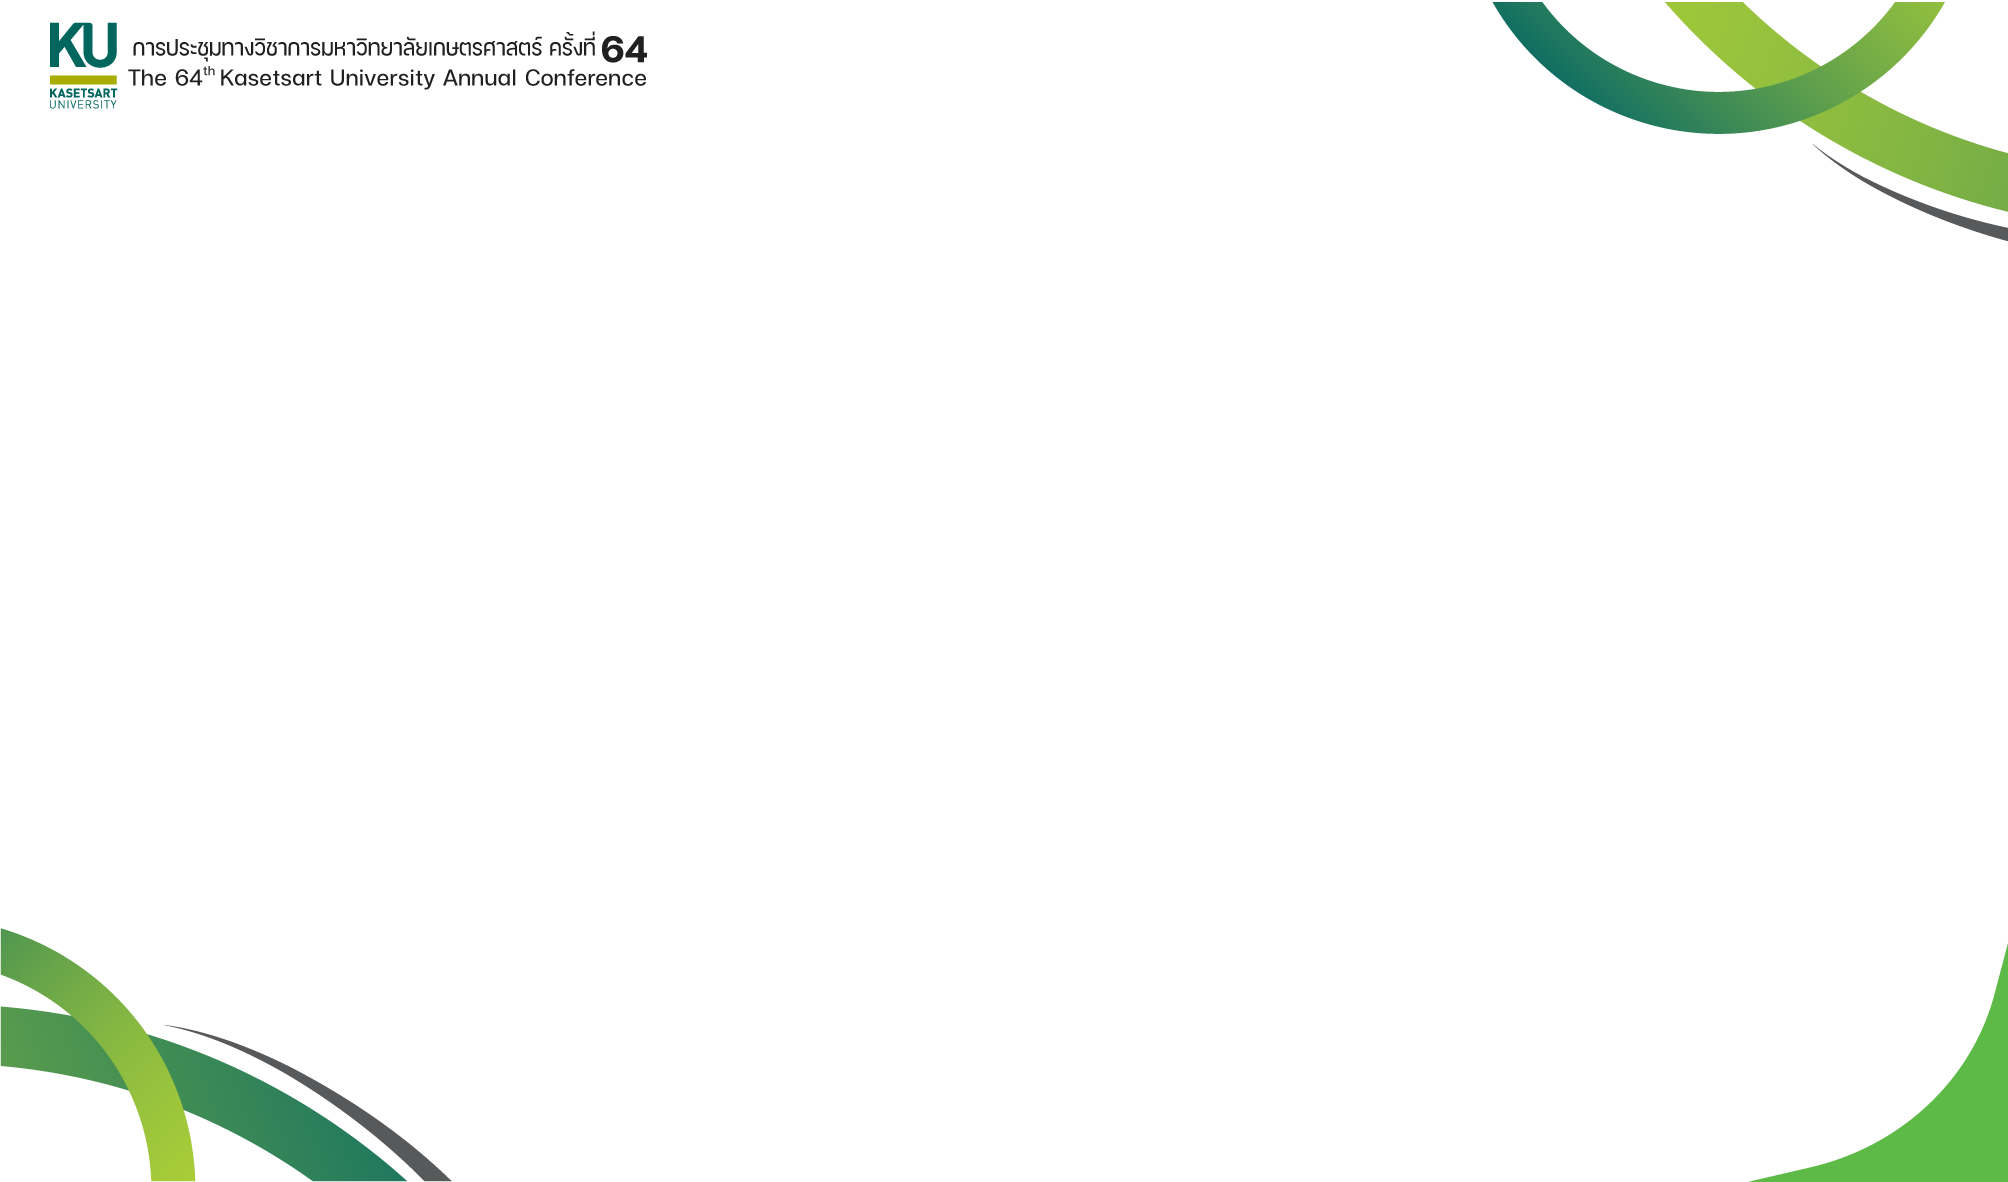 KU
KASETSART
UNIVERSITY
การประชุมทางวิชาการมหาวิทยาลัยเกษตรศาสตร์ ครั้งที่ 64
The 64th Kasetsart University Annual Conference